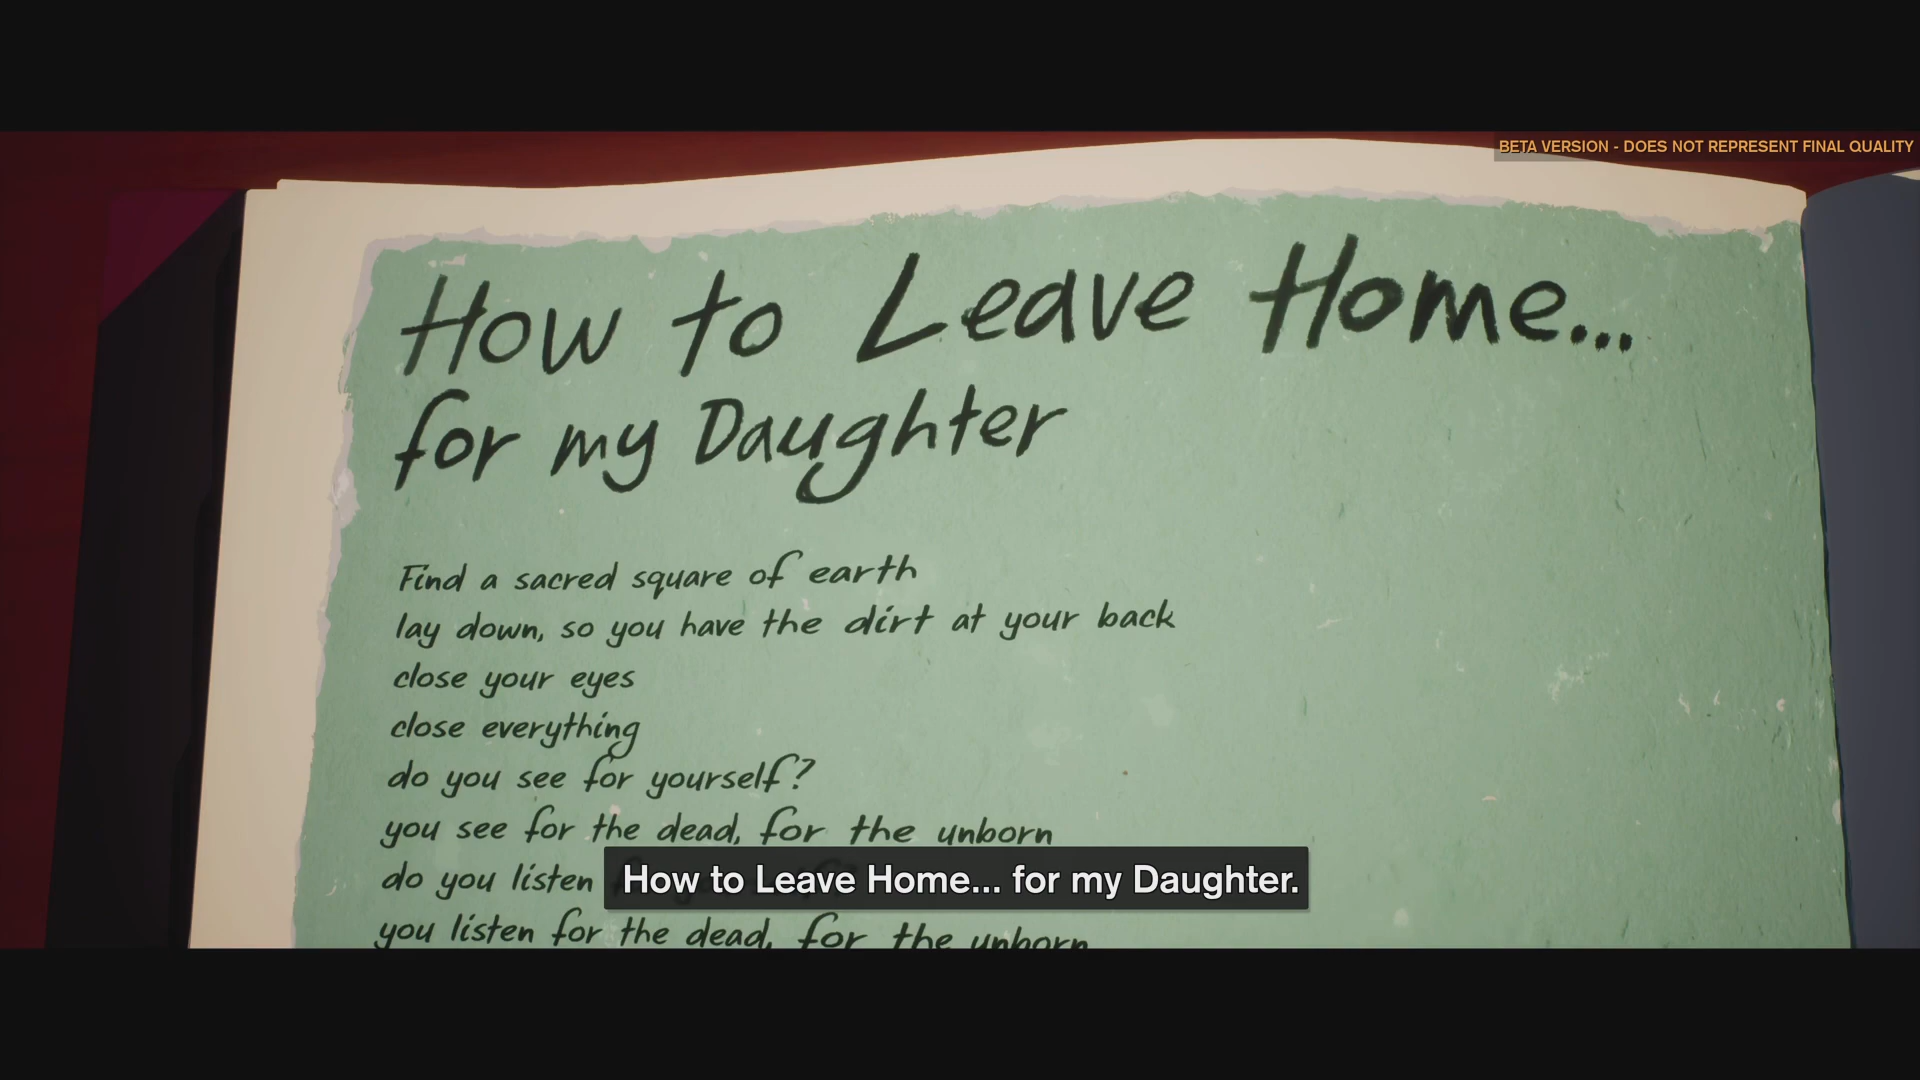 BETA VERSION - DOES NOT REPRESENT FINAL QUALITY
How to Leave Home...
for my Daughter
Find a sacred square of earth
lay down, so you have the dirt at your back
close your eyes
close everything
do you see for yourself?
you see for the dead, for the unborn
do you listen
How to Leave Home... for my Daughter.
you listen for the dead, for the unborn